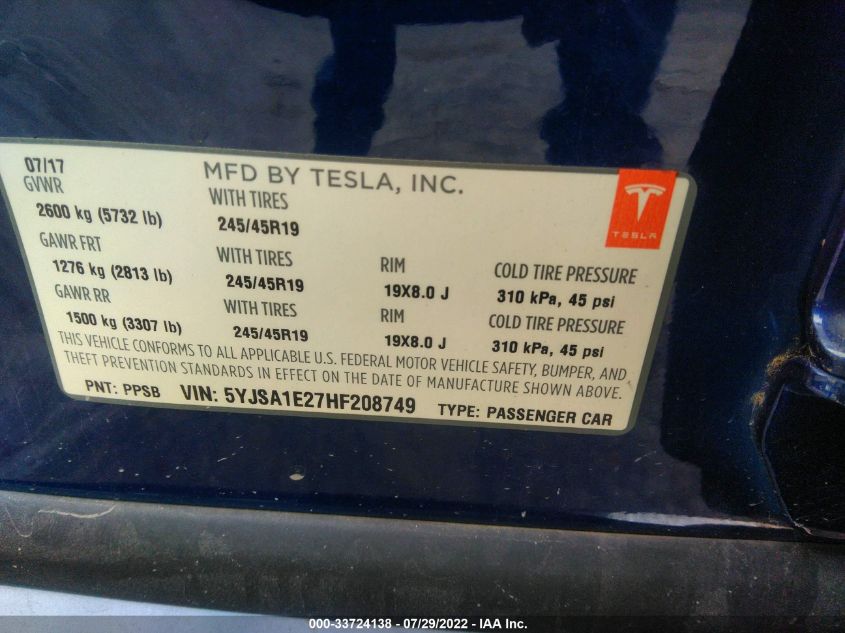 07/17 MFD BY TESLA, INC.
GVWR WITH TIRES
2600 kg (5732 lb) 245/45R19
TESLA
GAWR FRT WITH TIRES RIM COLD TIRE PRESSURE
1276 kg (2813 lb) 245/45R19 19X8.0 J 310 kPa, 45 psi
GAWR RR WITH TIRES RIM COLD TIRE PRESSURE
1500 kg (3307 lb) 245/45R19 19X8.0 J 310 kPa, 45 psi
THIS VEHICLE CONFORMS TO ALL APPLICABLE U.S. FEDERAL MOTOR VEHICLE SAFETY, BUMPER, AND
THEFT PREVENTION STANDARDS IN EFFECT ON THE DATE OF MANUFACTURE SHOWN ABOVE.
PNT: PPSB VIN: 5YJSA1E27HF208749 TYPE: PASSENGER CAR
000-33724138 - 07/29/2022 - IAA Inc.